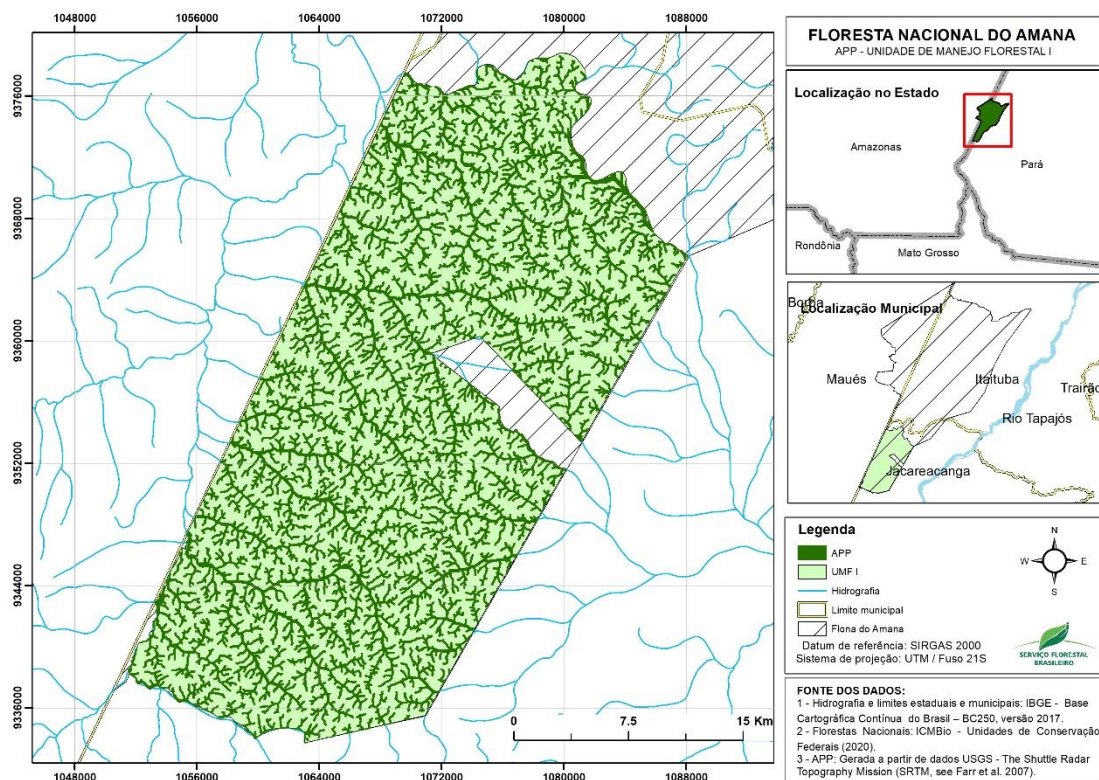 1048000 1056000 1064000 1072000 1080000 1088000
9376000
9368000
9360000
9352000
9344000
9336000
0 7.5 15 Km
1048000 1056000 1064000 1072000 1080000 1088000
FLORESTA NACIONAL DO AMANA
APP - UNIDADE DE MANEJO FLORESTAL I
Localização no Estado
Amazonas
Pará
Rondônia
Mato Grosso
Borba
Localização Municipal
Maués
Itaituba
Trairão
Rio Tapajós
Jacareacanga
Legenda
APP
UMF I
Hidrografia
Limite municipal
Flona do Amana
N
W E
S
Datum de referência: SIRGAS 2000
Sistema de projeção: UTM / Fuso 21S
SERVIÇO FLORESTAL
BRASILEIRO
FONTE DOS DADOS:
1 - Hidrografia e limites estaduais e municipais: IBGE - Base
Cartográfica Contínua do Brasil – BC250, versão 2017.
2 - Florestas Nacionais: ICMBio - Unidades de Conservação
Federais (2020).
3 - APP: Gerada a partir de dados USGS - The Shuttle Radar
Topography Mission (SRTM, see Farr et al. 2007).